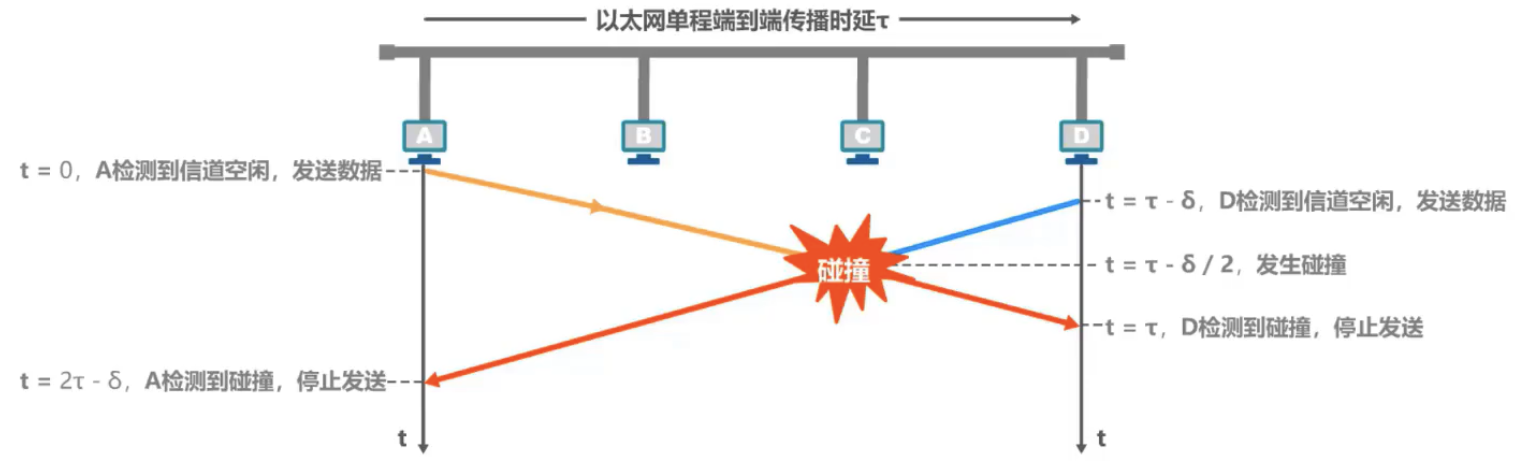 以太网单程端到端传播时延τ
A B C D
t = 0，A检测到信道空闲，发送数据
t = τ - δ，D检测到信道空闲，发送数据
碰撞
t = τ - δ / 2，发生碰撞
t = τ，D检测到碰撞，停止发送
t = 2τ - δ，A检测到碰撞，停止发送
t
t